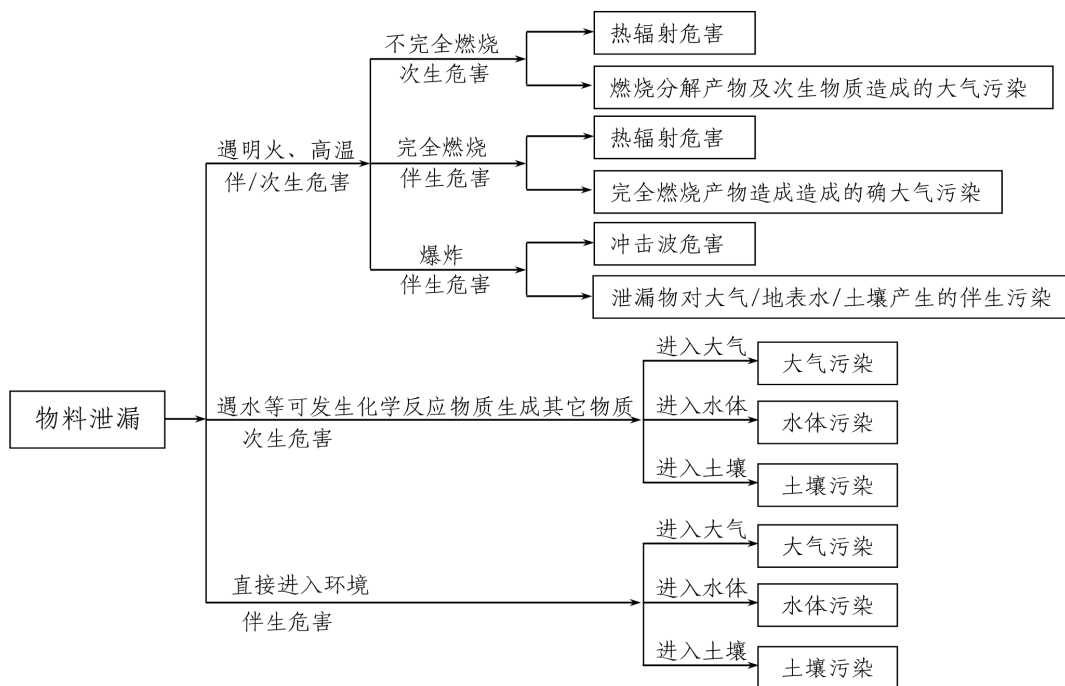 不完全燃烧
次生危害
热辐射危害
燃烧分解产物及次生物质造成的大气污染
遇明火、高温
伴/次生危害
完全燃烧
伴生危害
热辐射危害
完全燃烧产物造成造成的确大气污染
爆炸
伴生危害
冲击波危害
泄漏物对大气/地表水/土壤产生的伴生污染
物料泄漏
遇水等可发生化学反应物质生成其它物质
次生危害
进入大气
大气污染
进入水体
水体污染
进入土壤
土壤污染
直接进入环境
伴生危害
进入大气
大气污染
进入水体
水体污染
进入土壤
土壤污染